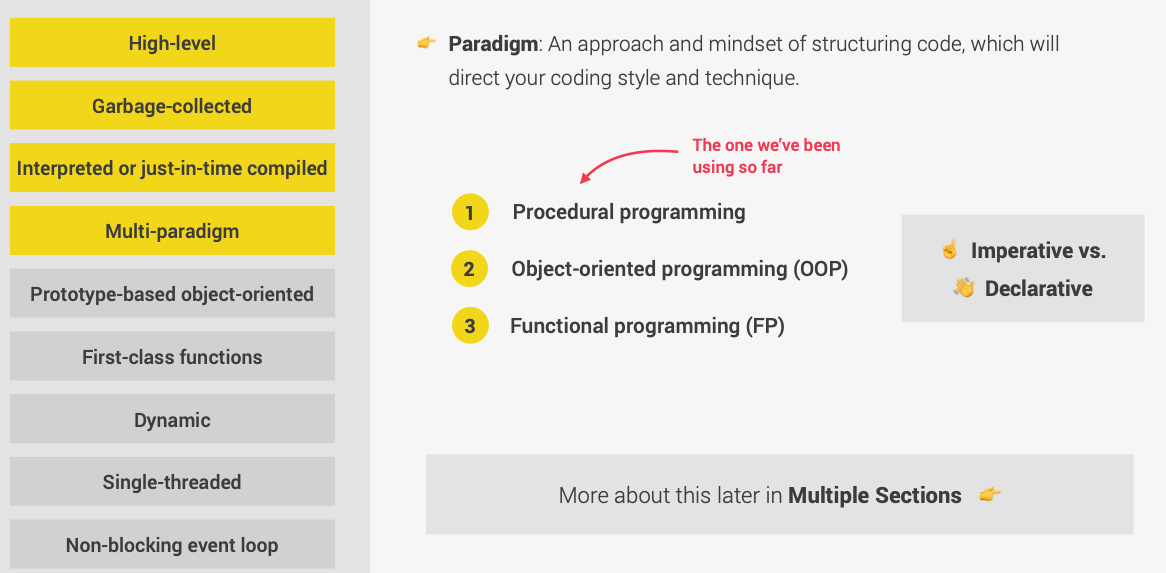 High-level
Garbage-collected
Interpreted or just-in-time compiled
Multi-paradigm
Prototype-based object-oriented
First-class functions
Dynamic
Single-threaded
Non-blocking event loop
Paradigm: An approach and mindset of structuring code, which will
direct your coding style and technique.
The one we’ve been
using so far
1 Procedural programming
2 Object-oriented programming (OOP)
3 Functional programming (FP)
Imperative vs.
Declarative
More about this later in Multiple Sections